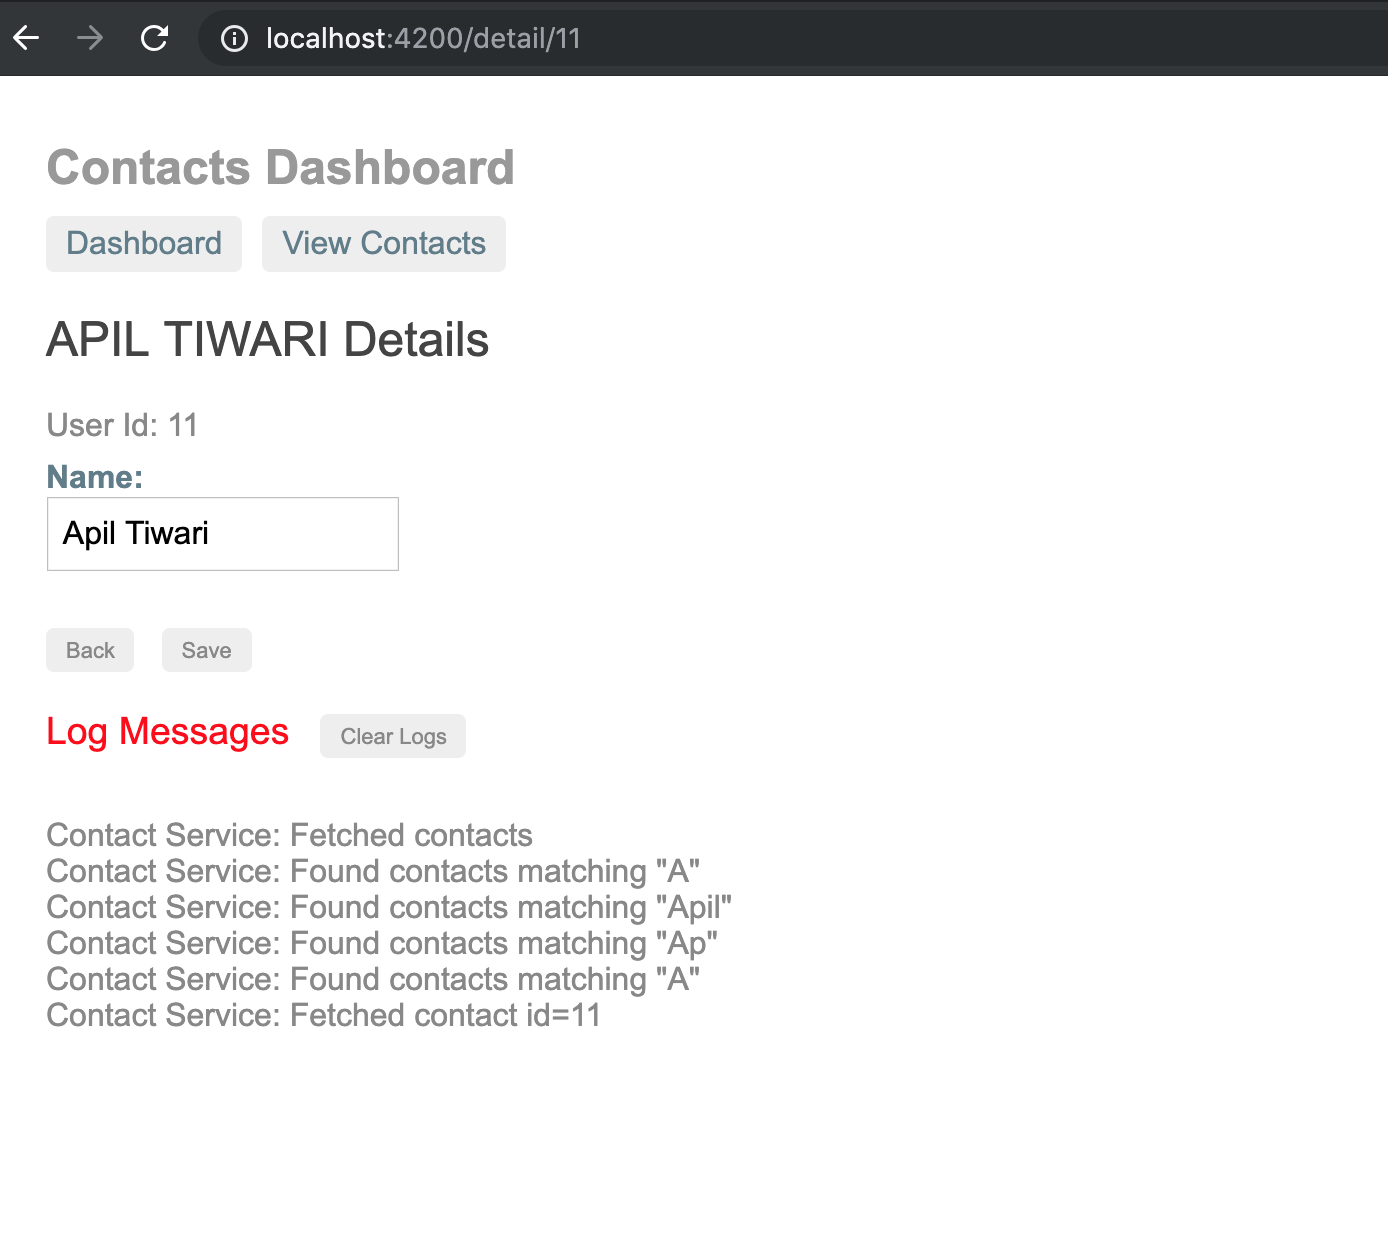 localhost:4200/detail/11
Contacts Dashboard
Dashboard View Contacts
APIL TIWARI Details
User Id: 11
Name:
Apil Tiwari
Back Save
Log Messages Clear Logs
Contact Service: Fetched contacts
Contact Service: Found contacts matching "A"
Contact Service: Found contacts matching "Apil"
Contact Service: Found contacts matching "Ap"
Contact Service: Found contacts matching "A"
Contact Service: Fetched contact id=11